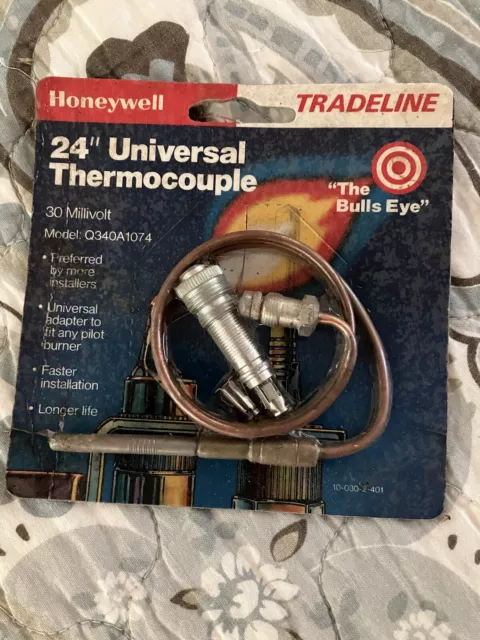 Honeywell
TRADELINE
24" Universal
Thermocouple
"The
Bulls Eye"
30 Millivolt
Model: Q340A1074
• Preferred
by more
installers
• Universal
adapter to
fit any pilot
burner
• Faster
installation
• Longer life
10-030-2-401